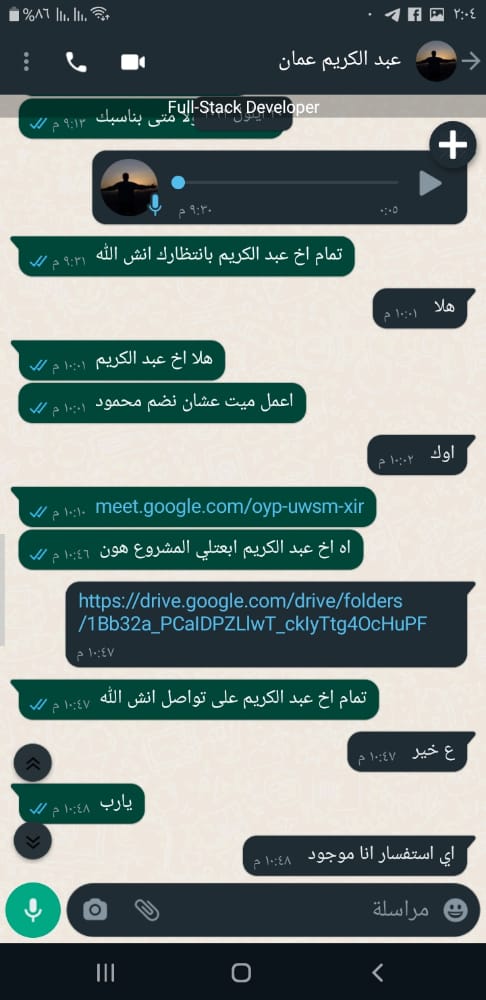 %٨٦ ٢:٠٤
عبد الكريم عمان
Full-Stack Developer
ولا متى بناسبك ٩:١٣ م
٠:٠٥ ٩:٣٠ م
تمام اخ عبد الكريم بانتظارك انش الله ٩:٣١ م
هلا ١٠:٠١ م
هلا اخ عبد الكريم ١٠:٠١ م
اعمل ميت عشان نضم محمود ١٠:٠١ م
اوك ١٠:٠٢ م
meet.google.com/oyp-uwsm-xir ١٠:١٠ م
اه اخ عبد الكريم ابعتلي المشروع هون ١٠:٤٦ م
https://drive.google.com/drive/folders
/1Bb32a_PCaIDPZLlwT_ckIyTtg4OcHuPF
١٠:٤٧ م
تمام اخ عبد الكريم على تواصل انش الله ١٠:٤٧ م
ع خير ١٠:٤٧ م
يارب ١٠:٤٨ م
اي استفسار انا موجود ١٠:٤٨ م
مراسلة